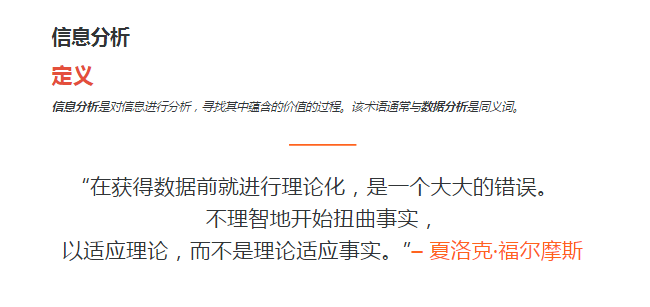 信息分析
定义
信息分析是对信息进行分析，寻找其中蕴含的价值的过程。该术语通常与数据分析是同义词。
“在获得数据前就进行理论化，是一个大大的错误。
不理智地开始扭曲事实，
以适应理论，而不是理论适应事实。”– 夏洛克·福尔摩斯